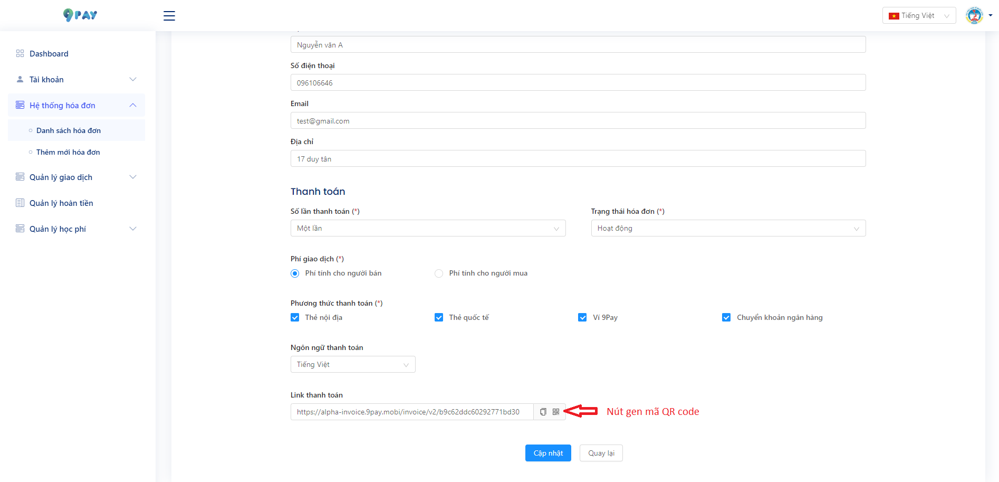 9PAY
Tiếng Việt
Dashboard
Tài khoản
Hệ thống hóa đơn
Danh sách hóa đơn
Thêm mới hóa đơn
Quản lý giao dịch
Quản lý hoàn tiền
Quản lý học phí
Nguyễn văn A
Số điện thoại
096106646
Email
test@gmail.com
Địa chỉ
17 duy tân
Thanh toán
Số lần thanh toán (*)
Trạng thái hóa đơn (*)
Một lần
Hoạt động
Phí giao dịch (*)
Phí tính cho người bán
Phí tính cho người mua
Phương thức thanh toán (*)
Thẻ nội địa
Thẻ quốc tế
Ví 9Pay
Chuyển khoản ngân hàng
Ngôn ngữ thanh toán
Tiếng Việt
Link thanh toán
https://alpha-invoice.9pay.mobi/invoice/v2/b9c62ddc60292771bd30
Nút gen mã QR code
Cập nhật
Quay lại